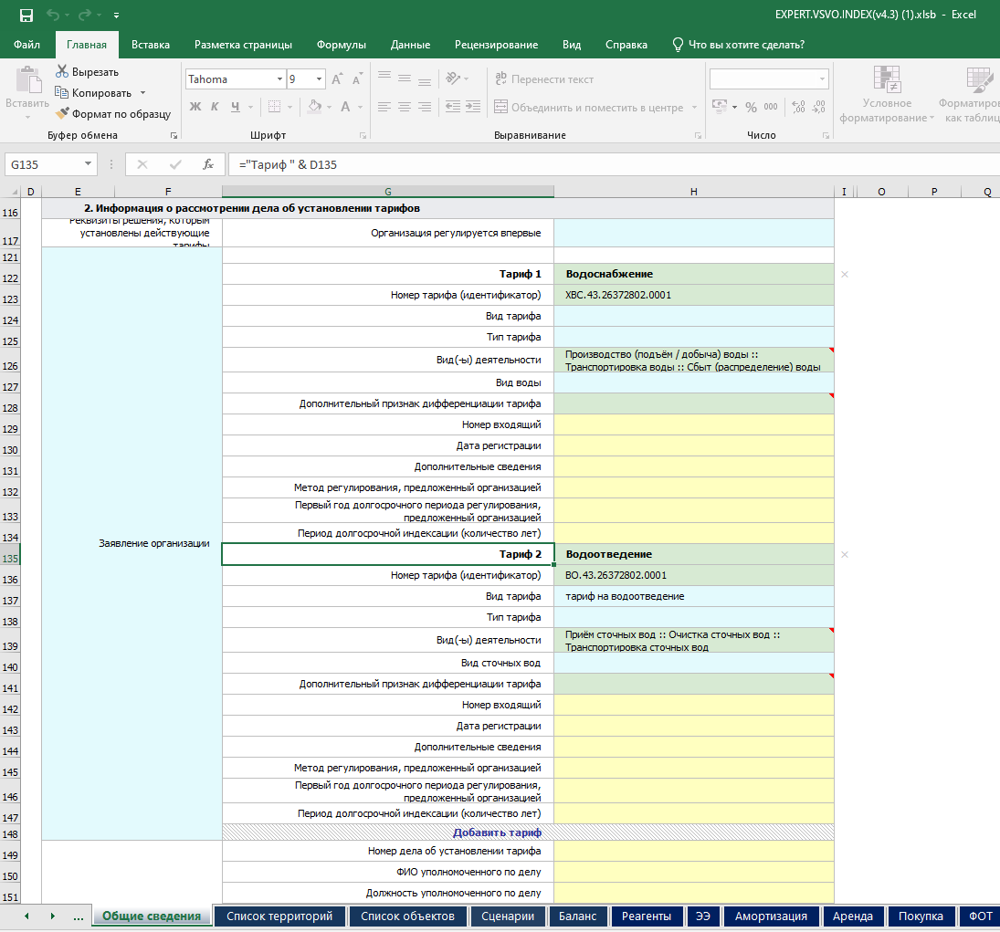 EXPERT.VSVO.INDEX(v4.3) (1).xlsb - Excel
Файл Главная Вставка Разметка страницы Формулы Данные Рецензирование Вид Справка Что вы хотите сделать?
Вставить
Вырезать
Копировать
Формат по образцу
Буфер обмена
Tahoma 9
Ж К Ч
Шрифт
Перенести текст
Объединить и поместить в центре
Выравнивание
% 000
Число
Условное форматирование
Форматиров
как таблиц
G135 fx ="Тариф " & D135
D E F G H I O P Q
116 2. Информация о рассмотрении дела об установлении тарифов
117 Реквизиты решения, которым
установлены действующие
тарифы
Организация регулируется впервые
121
122 Тариф 1 Водоснабжение ×
123 Номер тарифа (идентификатор) ХВС.43.26372802.0001
124 Вид тарифа
125 Тип тарифа
126 Вид(-ы) деятельности Производство (подъём / добыча) воды ::
Транспортировка воды :: Сбыт (распределение) воды
127 Вид воды
128 Дополнительный признак дифференциации тарифа
129 Номер входящий
130 Дата регистрации
131 Дополнительные сведения
132 Метод регулирования, предложенный организацией
133 Первый год долгосрочного периода регулирования,
предложенный организацией
134 Период долгосрочной индексации (количество лет)
Заявление организации
135 Тариф 2 Водоотведение ×
136 Номер тарифа (идентификатор) ВО.43.26372802.0001
137 Вид тарифа тариф на водоотведение
138 Тип тарифа
139 Вид(-ы) деятельности Приём сточных вод :: Очистка сточных вод ::
Транспортировка сточных вод
140 Вид сточных вод
141 Дополнительный признак дифференциации тарифа
142 Номер входящий
143 Дата регистрации
144 Дополнительные сведения
145 Метод регулирования, предложенный организацией
146 Первый год долгосрочного периода регулирования,
предложенный организацией
147 Период долгосрочной индексации (количество лет)
148 Добавить тариф
149 Номер дела об установлении тарифа
150 ФИО уполномоченного по делу
151 Должность уполномоченного по делу
... Общие сведения Список территорий Список объектов Сценарии Баланс Реагенты ЭЭ Амортизация Аренда Покупка ФОТ